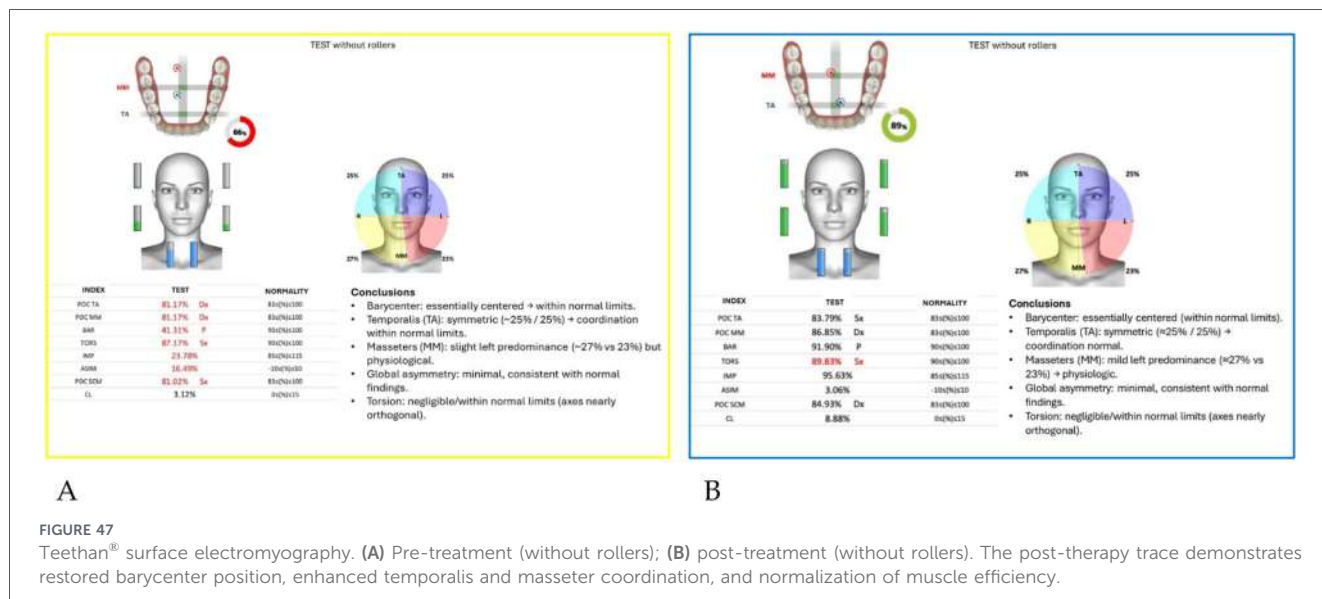 TEST without rollers
MM
TA
66%
25%
TA
25%
R
L
27%
MM
23%
INDEX TEST NORMALITY
POC TA 81.17% Dx 83≤(%)≤100
POC MM 81.17% Dx 83≤(%)≤100
BAR 41.31% P 90≤(%)≤100
TORS 87.17% Sx 90≤(%)≤100
IMP 23.78% 85≤(%)≤115
ASIM 16.49% -10≤(%)≤10
POC SCM 81.02% Sx 83≤(%)≤100
CL 3.12% 0≤(%)≤15
Conclusions
• Barycenter: essentially centered → within normal limits.
• Temporalis (TA): symmetric (~25% / 25%) → coordination
within normal limits.
• Masseters (MM): slight left predominance (~27% vs 23%) but
physiological.
• Global asymmetry: minimal, consistent with normal
findings.
• Torsion: negligible/within normal limits (axes nearly
orthogonal).
A
TEST without rollers
MM
TA
89%
25%
TA
25%
R
L
27%
MM
23%
INDEX TEST NORMALITY
POC TA 83.79% Sx 83≤(%)≤100
POC MM 86.85% Dx 83≤(%)≤100
BAR 91.90% P 90≤(%)≤100
TORS 89.83% Sx 90≤(%)≤100
IMP 95.63% 85≤(%)≤115
ASIM 3.06% -10≤(%)≤10
POC SCM 84.93% Dx 83≤(%)≤100
CL 8.88% 0≤(%)≤15
Conclusions
• Barycenter: essentially centered (within normal limits).
• Temporalis (TA): symmetric (≈25% / 25%) →
coordination normal.
• Masseters (MM): mild left predominance (≈27% vs
23%) → physiologic.
• Global asymmetry: minimal, consistent with normal
findings.
• Torsion: negligible/within normal limits (axes nearly
orthogonal).
B
FIGURE 47
Teethan® surface electromyography. (A) Pre-treatment (without rollers); (B) post-treatment (without rollers). The post-therapy trace demonstrates
restored barycenter position, enhanced temporalis and masseter coordination, and normalization of muscle efficiency.